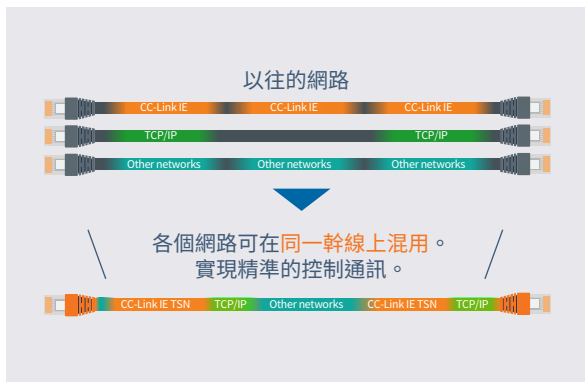 以往的網路
CC-Link IE CC-Link IE CC-Link IE
TCP/IP TCP/IP
Other networks Other networks Other networks
各個網路可在同一幹線上混用。
實現精準的控制通訊。
CC-Link IE TSN TCP/IP Other networks CC-Link IE TSN TCP/IP